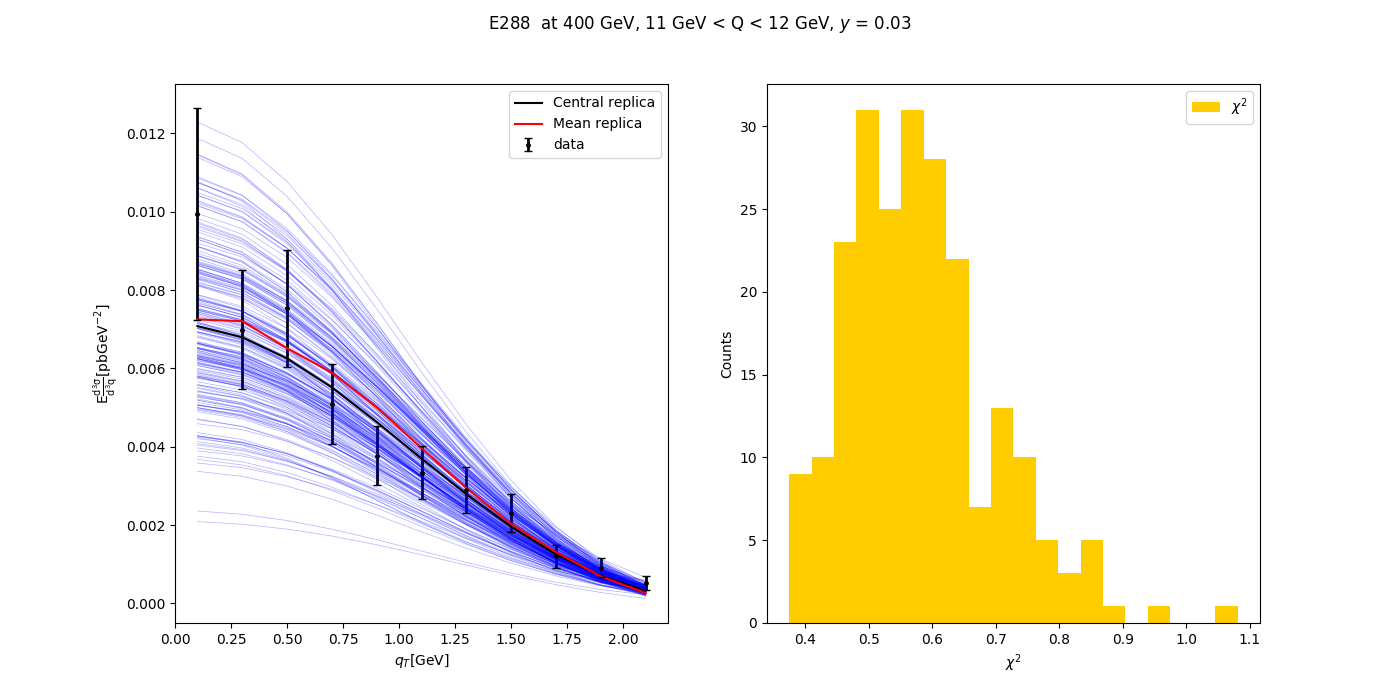 E288 at 400 GeV, 11 GeV < Q < 12 GeV, y = 0.03
Central replica
Mean replica
data
0.012
0.010
0.008
0.006
0.004
0.002
0.000
E d³σ/d³q [pbGeV⁻²]
0.00 0.25 0.50 0.75 1.00 1.25 1.50 1.75 2.00
q_T[GeV]
χ²
30
25
20
15
10
5
0
Counts
0.4 0.5 0.6 0.7 0.8 0.9 1.0 1.1
χ²